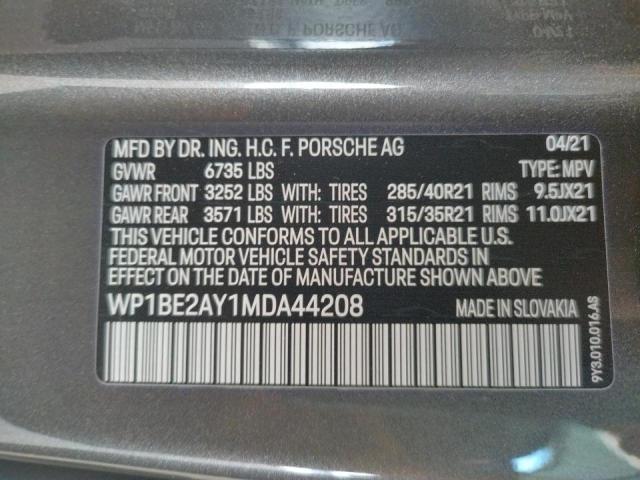 MFD BY DR. ING. H.C. F. PORSCHE AG 04/21
GVWR 6735 LBS TYPE: MPV
GAWR FRONT 3252 LBS WITH: TIRES 285/40R21 RIMS 9.5JX21
GAWR REAR 3571 LBS WITH: TIRES 315/35R21 RIMS 11.0JX21
THIS VEHICLE CONFORMS TO ALL APPLICABLE U.S.
FEDERAL MOTOR VEHICLE SAFETY STANDARDS IN
EFFECT ON THE DATE OF MANUFACTURE SHOWN ABOVE.
WP1BE2AY1MDA44208 MADE IN SLOVAKIA
9Y3.010.016.AS